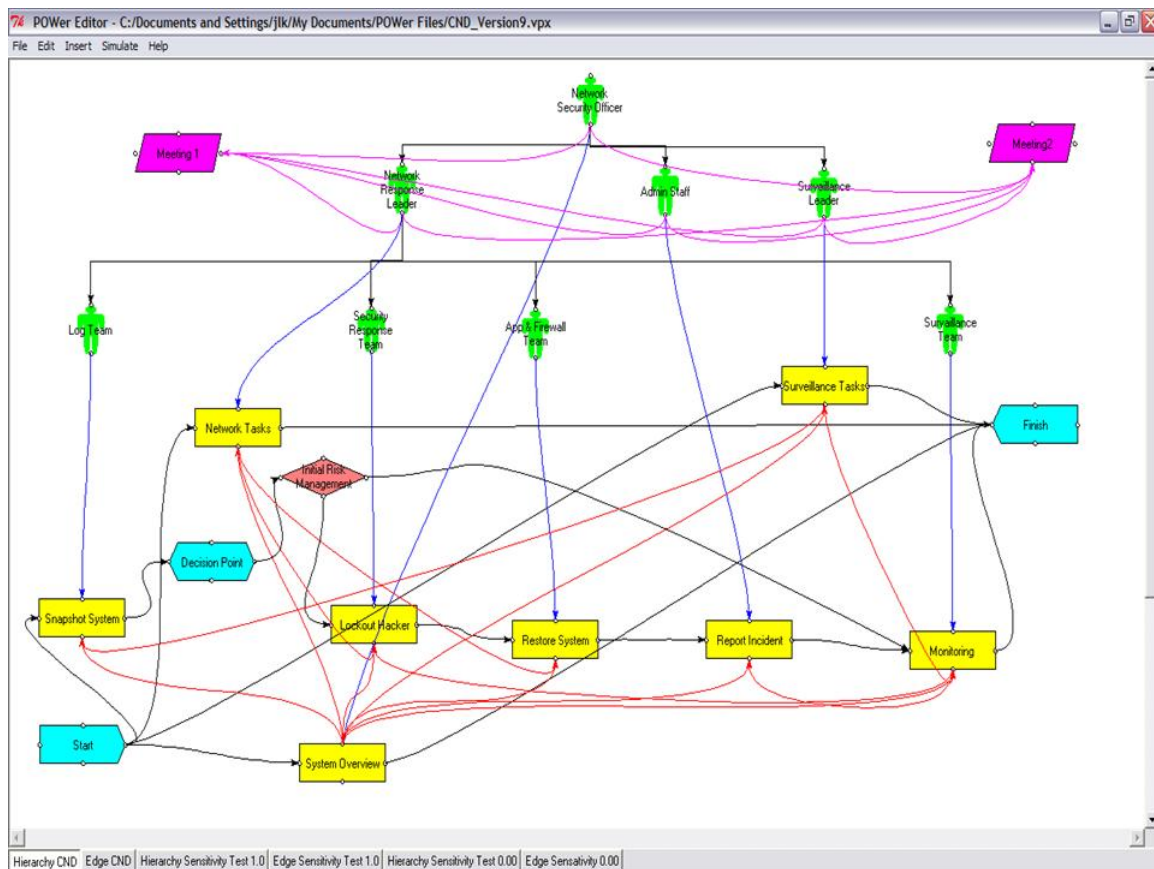 POWer Editor - C:/Documents and Settings/jlk/My Documents/POWer Files/CND_Version9.vpx
File Edit Insert Simulate Help
Network
Security Officer
Meeting 1
Meeting2
Network
Response
Leader
Admin Staff
Surveillance
Leader
Log Team
Security
Response
Team
App & Firewall
Team
Surveillance
Team
Surveillance Tasks
Network Tasks
Finish
Initial Risk
Management
Decision Point
Snapshot System
Lockout Hacker
Restore System
Report Incident
Monitoring
Start
System Overview
Hierarchy CND Edge CND Hierarchy Sensitivity Test 1.0 Edge Sensitivity Test 1.0 Hierarchy Sensitivity Test 0.00 Edge Sensativity 0.00